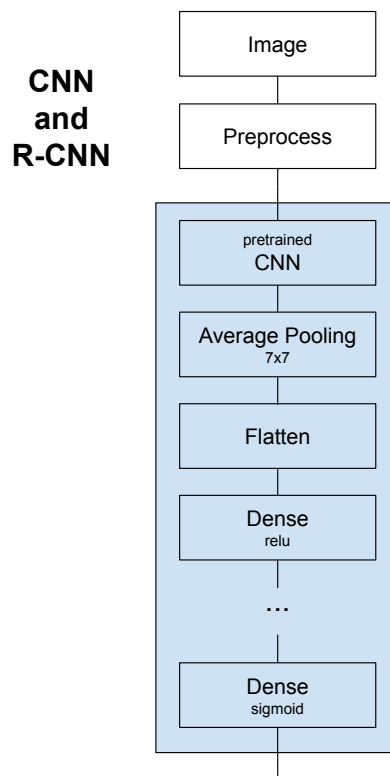 CNN
and
R-CNN
Image
Preprocess
pretrained
CNN
Average Pooling
7x7
Flatten
Dense
relu
...
Dense
sigmoid